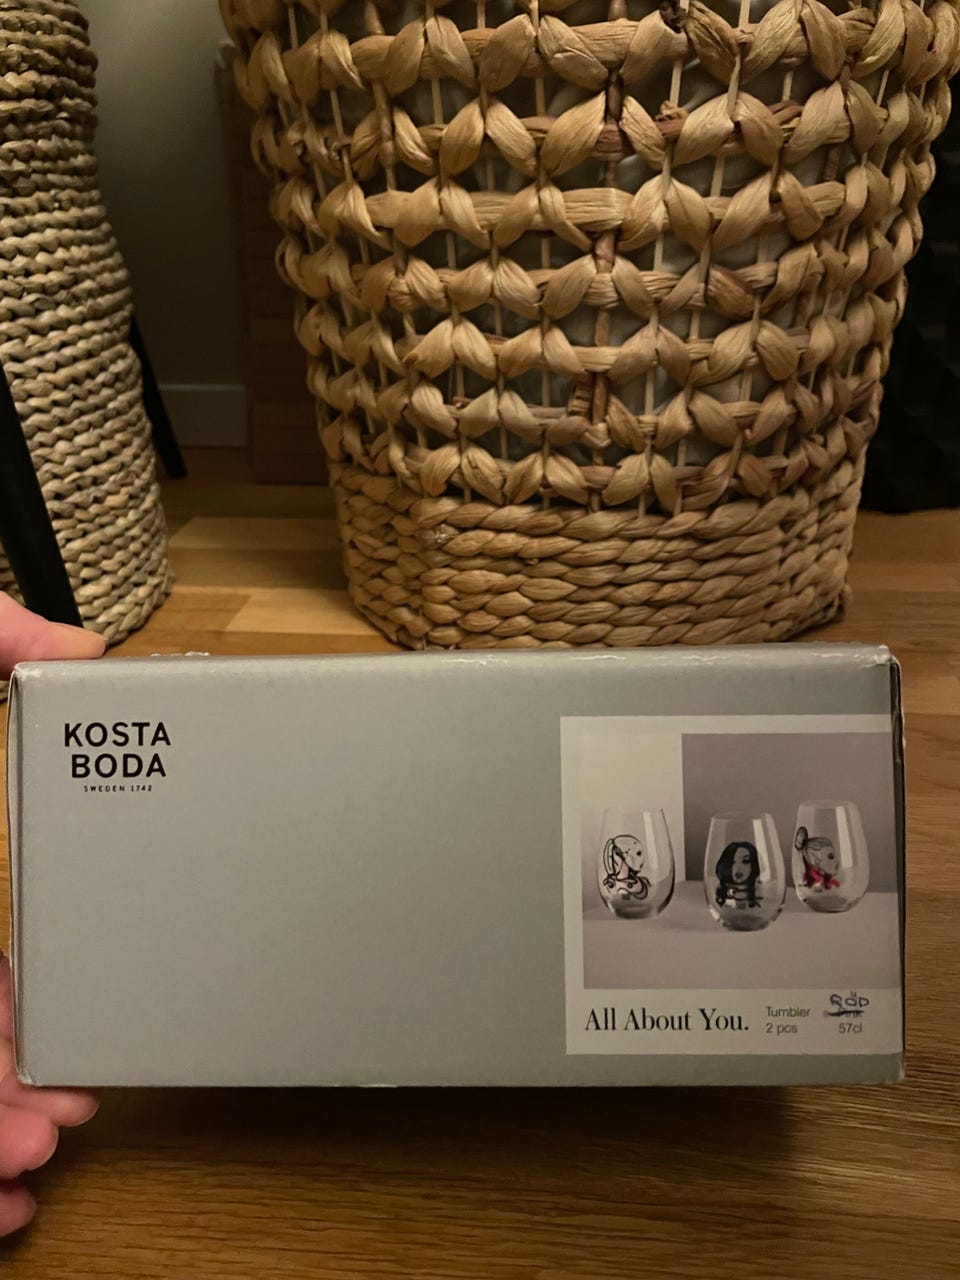 KOSTA
BODA
SWEDEN 1742
All About You.
Tumbler
2 pcs
RÖD
57cl